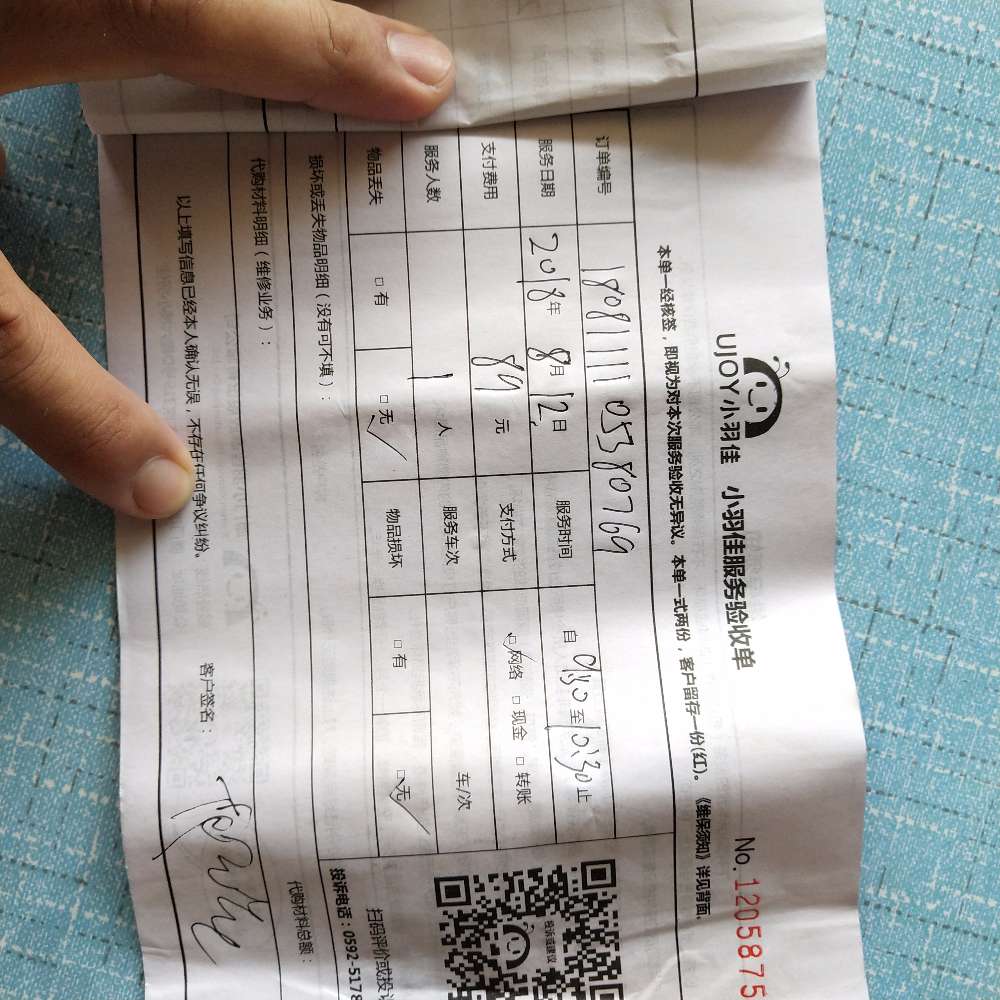 UJOY小羽佳 小羽佳服务验收单
No.1205875
本单一经核签，即视为对本次服务验收无异议。本单一式两份，客户留存一份(红)。《维保须知》详见背面.
订单编号 1808111105380769
服务日期 2018年 8月12日 服务时间 自 9:30 至 10:30 止
支付费用 89 元 支付方式 □网络 □现金 □转账
服务人数 1 人 服务车次 车/次
物品丢失 □有 □无 物品损坏 □有 □无
损坏或丢失物品明细（没有可不填）：
代购材料明细（维修业务）： 代购材料总额：
以上填写信息已经本人确认无误，不存在任何争议纠纷。 客户签名：
投诉或建议
扫码评价或投
投诉电话：0592-5178